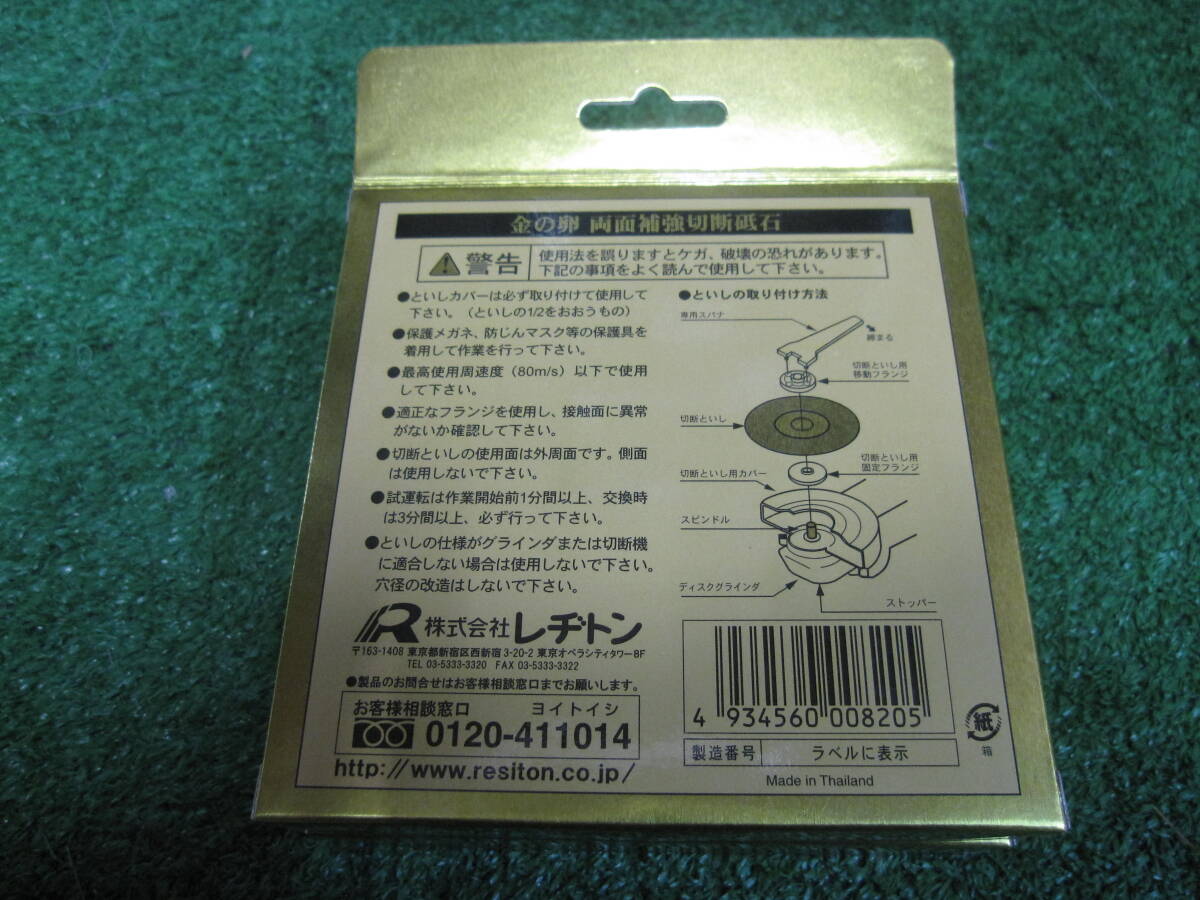 金の卵 両面補強切断砥石
警告
使用法を誤りますとケガ、破壊の恐れがあります。
下記の事項をよく読んで使用して下さい。
●といしカバーは必ず取り付けて使用して
下さい。（といしの1/2をおおうもの）
●保護メガネ、防じんマスク等の保護具を
着用して作業を行って下さい。
●最高使用周速度（80m/s）以下で使用
して下さい。
●適正なフランジを使用し、接触面に異常
がないか確認して下さい。
●切断といしの使用面は外周面です。側面
は使用しないで下さい。
●試運転は作業開始前1分間以上、交換時
は3分間以上、必ず行って下さい。
●といしの仕様がグラインダまたは切断機
に適合しない場合は使用しないで下さい。
穴径の改造はしないで下さい。
●といしの取り付け方法
専用スパナ
締まる
切断といし用
移動フランジ
切断といし
切断といし用
固定フランジ
切断といし用カバー
スピンドル
ディスクグラインダ
ストッパー
R 株式会社レヂトン
〒163-1408 東京都新宿区西新宿3-20-2 東京オペラシティタワー8F
TEL 03-5333-3320 FAX 03-5333-3322
●製品のお問合せはお客様相談窓口までお願いします。
お客様相談窓口 ヨイトイシ
0120-411014
http://www.resiton.co.jp/
4 934560 008205
製造番号 ラベルに表示
Made in Thailand
紙
箱